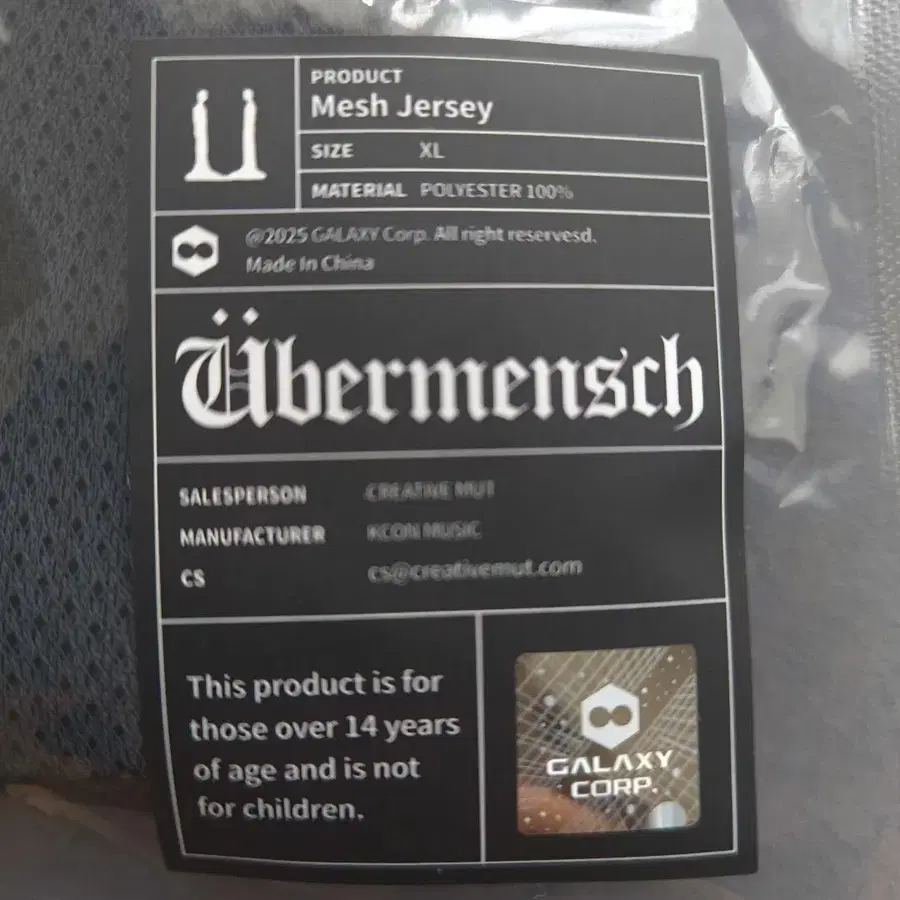 PRODUCT
Mesh Jersey
SIZE XL
MATERIAL POLYESTER 100%
@2025 GALAXY Corp. All right reservesd.
Made In China
Übermensch
SALESPERSON CREATIVE MUT
MANUFACTURER KCON MUSIC
CS cs@creativemut.com
This product is for
those over 14 years
of age and is not
for children.
GALAXY
CORP.